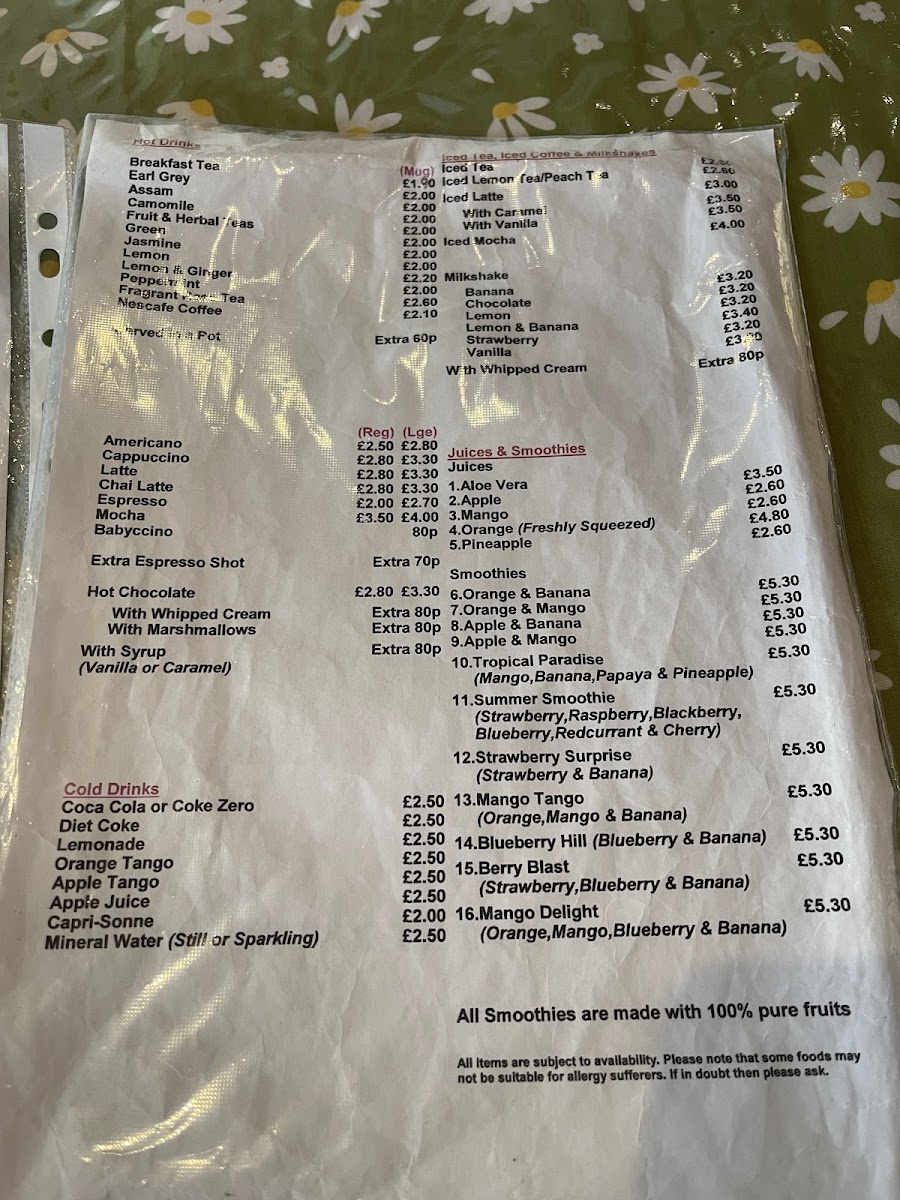 Hot Drinks
(Mug)
Breakfast Tea £1.90
Earl Grey £2.00
Assam £2.00
Camomile £2.00
Fruit & Herbal Teas £2.00
Green £2.00
Jasmine £2.00
Lemon £2.00
Lemon & Ginger £2.20
Peppermint £2.00
Fragrant Tea £2.60
Nescafe Coffee £2.10
Served in a Pot Extra 60p
(Reg) (Lge)
Americano £2.50 £2.80
Cappuccino £2.80 £3.30
Latte £2.80 £3.30
Chai Latte £2.80 £3.30
Espresso £2.00 £2.70
Mocha £3.50 £4.00
Babyccino 80p
Extra Espresso Shot Extra 70p
Hot Chocolate £2.80 £3.30
With Whipped Cream Extra 80p
With Marshmallows Extra 80p
With Syrup Extra 80p
(Vanilla or Caramel)
Cold Drinks
Coca Cola or Coke Zero £2.50
Diet Coke £2.50
Lemonade £2.50
Orange Tango £2.50
Apple Tango £2.50
Apple Juice £2.50
Capri-Sonne £2.00
Mineral Water (Still or Sparkling) £2.50
Iced Tea, Iced Coffee & Milkshakes
Iced Tea £2.60
Iced Lemon Tea/Peach Tea £2.60
Iced Latte £3.00
With Caramel £3.50
With Vanilla £3.50
Iced Mocha £4.00
Milkshake
Banana £3.20
Chocolate £3.20
Lemon £3.20
Lemon & Banana £3.40
Strawberry £3.20
Vanilla £3.20
With Whipped Cream Extra 80p
Juices & Smoothies
Juices
1.Aloe Vera £3.50
2.Apple £2.60
3.Mango £2.60
4.Orange (Freshly Squeezed) £4.80
5.Pineapple £2.60
Smoothies
6.Orange & Banana £5.30
7.Orange & Mango £5.30
8.Apple & Banana £5.30
9.Apple & Mango £5.30
10.Tropical Paradise £5.30
(Mango,Banana,Papaya & Pineapple)
11.Summer Smoothie £5.30
(Strawberry,Raspberry,Blackberry,
Blueberry,Redcurrant & Cherry)
12.Strawberry Surprise £5.30
(Strawberry & Banana)
13.Mango Tango £5.30
(Orange,Mango & Banana)
14.Blueberry Hill (Blueberry & Banana) £5.30
15.Berry Blast £5.30
(Strawberry,Blueberry & Banana)
16.Mango Delight £5.30
(Orange,Mango,Blueberry & Banana)
All Smoothies are made with 100% pure fruits
All items are subject to availability. Please note that some foods may
not be suitable for allergy sufferers. If in doubt then please ask.